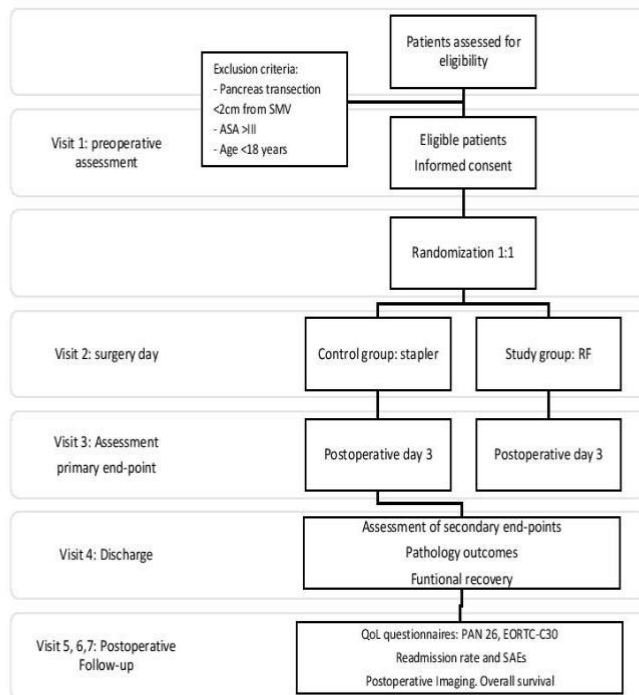 Patients assessed for
eligibility
Exclusion criteria:
- Pancreas transection
<2cm from SMV
- ASA >III
- Age <18 years
Visit 1: preoperative
assessment
Eligible patients
Informed consent
Randomization 1:1
Visit 2: surgery day
Control group: stapler
Study group: RF
Visit 3: Assessment
primary end-point
Postoperative day 3
Postoperative day 3
Visit 4: Discharge
Assessment of secondary end-points
Pathology outcomes
Funtional recovery
Visit 5, 6,7: Postoperative
Follow-up
QoL questionnaires: PAN 26, EORTC-C30
Readmission rate and SAEs
Postoperative Imaging. Overall survival